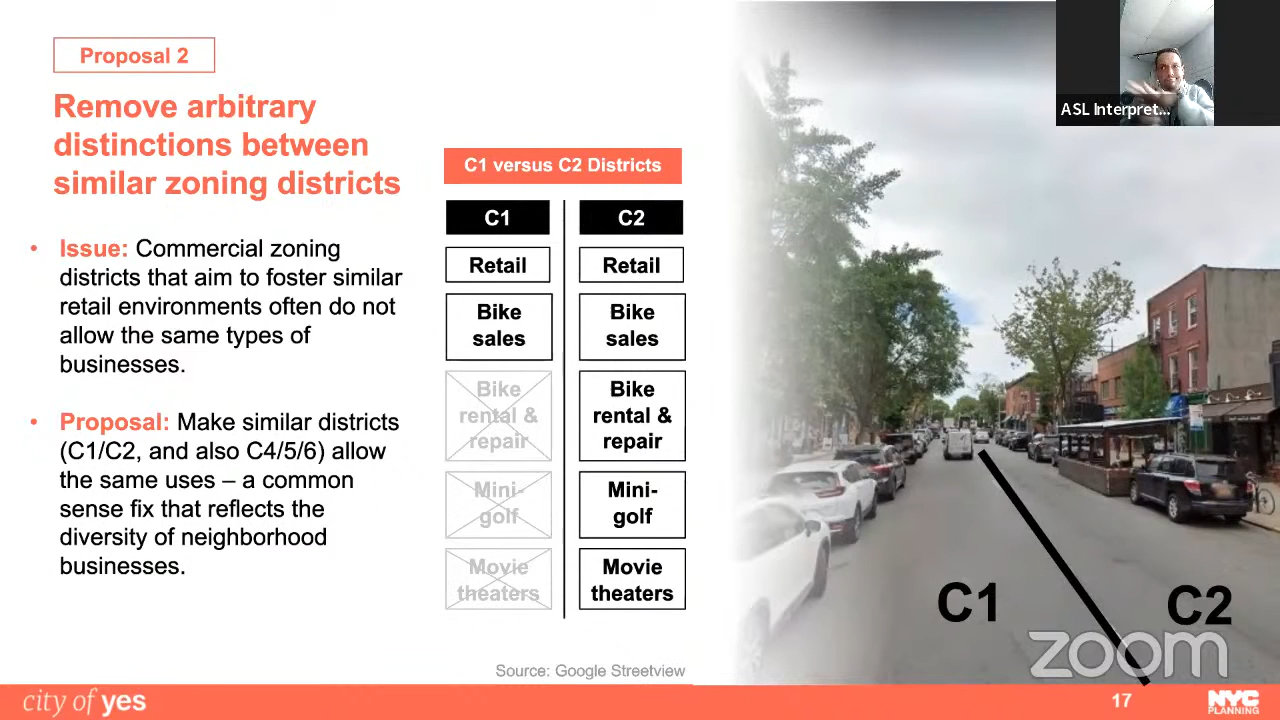 Proposal 2
Remove arbitrary
distinctions between
similar zoning districts
• Issue: Commercial zoning
districts that aim to foster similar
retail environments often do not
allow the same types of
businesses.
• Proposal: Make similar districts
(C1/C2, and also C4/5/6) allow
the same uses – a common
sense fix that reflects the
diversity of neighborhood
businesses.
C1 versus C2 Districts
C1
Retail
Bike
sales
Bike
rental &
repair
Mini-
golf
Movie
theaters
C2
Retail
Bike
sales
Bike
rental &
repair
Mini-
golf
Movie
theaters
Source: Google Streetview
ASL Interpret...
C1
C2
zoom
city of yes
17
NYC
PLANNING